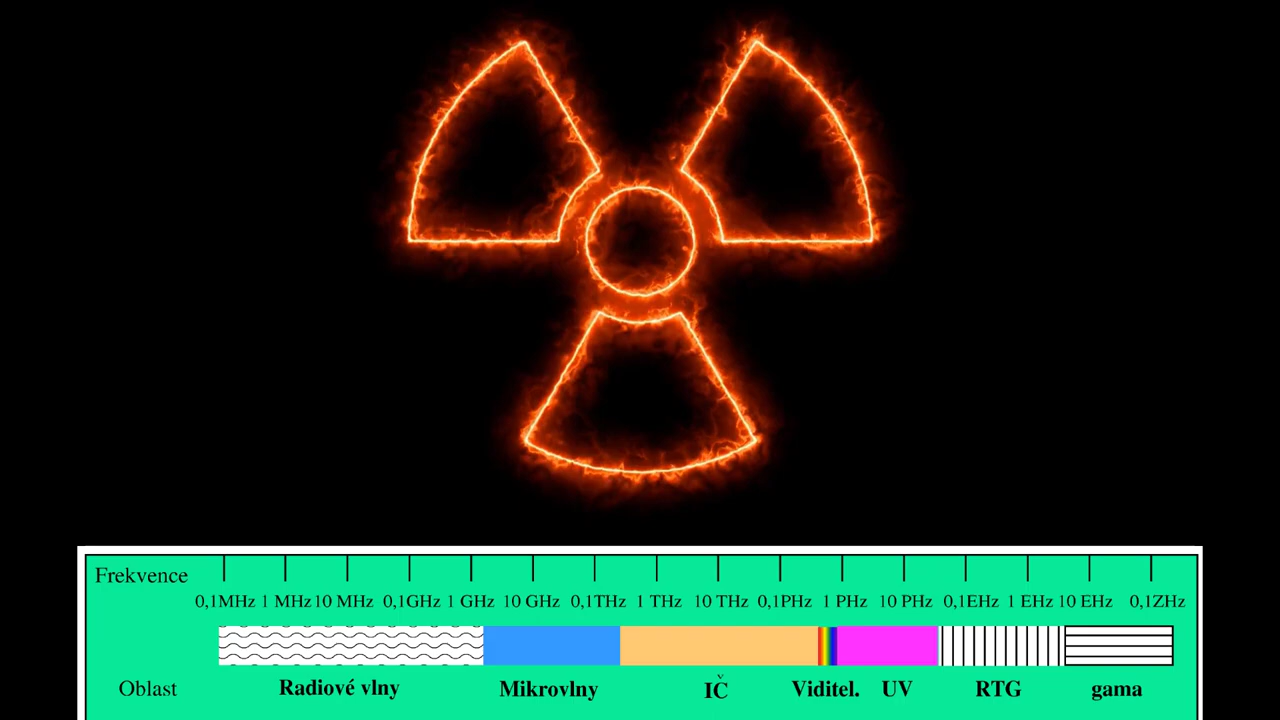 Frekvence
0,1MHz 1 MHz 10 MHz 0,1GHz 1 GHz 10 GHz 0,1THz 1 THz 10 THz 0,1PHz 1 PHz 10 PHz 0,1EHz 1 EHz 10 EHz 0,1ZHz
Oblast Radiové vlny Mikrovlny IČ Viditel. UV RTG gama